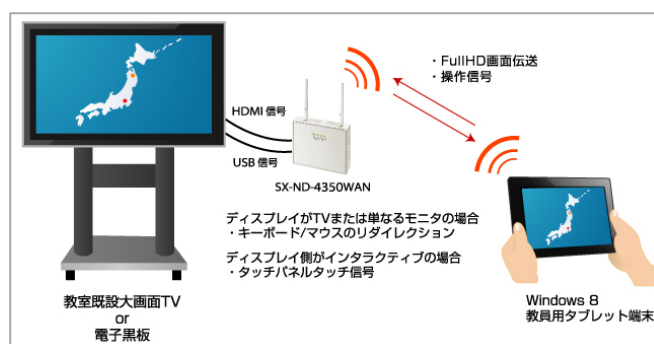 ・FullHD画面伝送
・操作信号
HDMI 信号
USB 信号
SX-ND-4350WAN
ディスプレイがTVまたは単なるモニタの場合
・キーボード/マウスのリダイレクション
ディスプレイ側がインタラクティブの場合
・タッチパネルタッチ信号
教室既設大画面TV
or
電子黒板
Windows 8
教員用タブレット端末